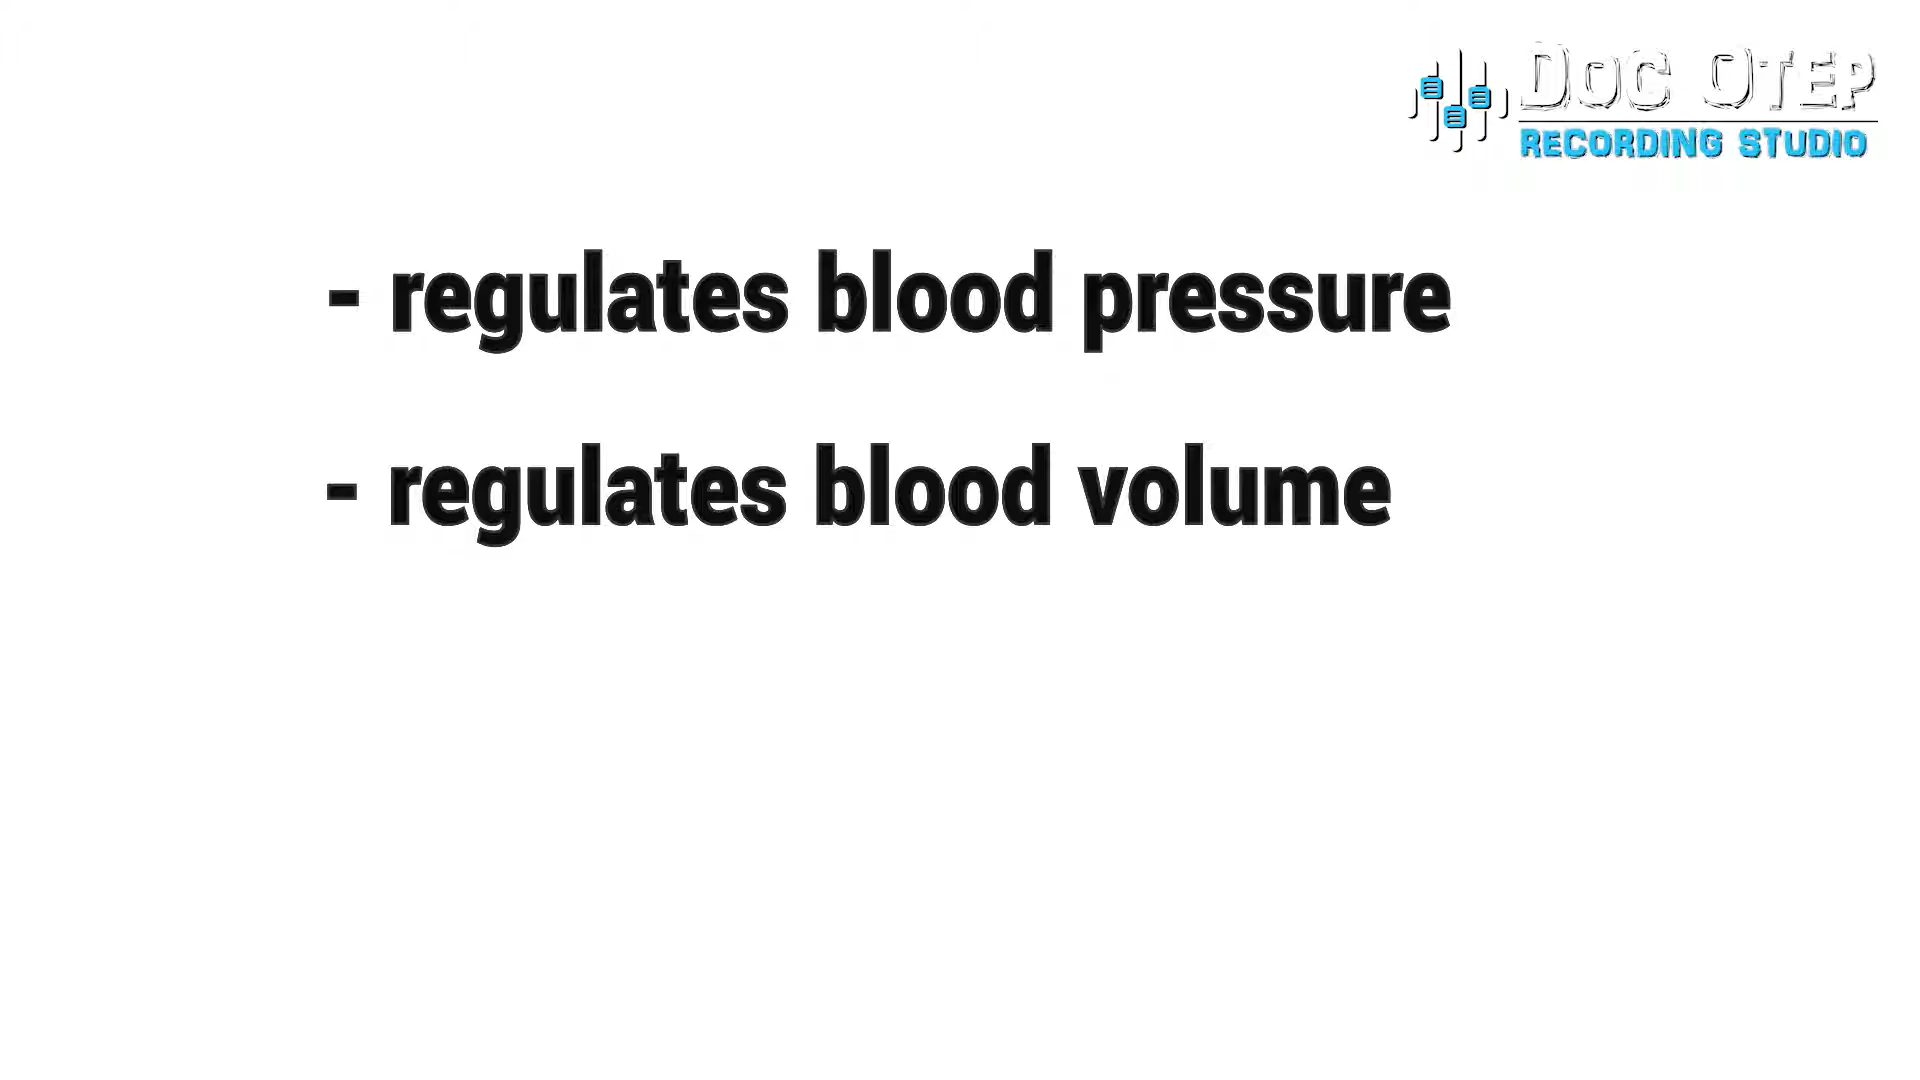 Doc Otep
RECORDING STUDIO
- regulates blood pressure
- regulates blood volume